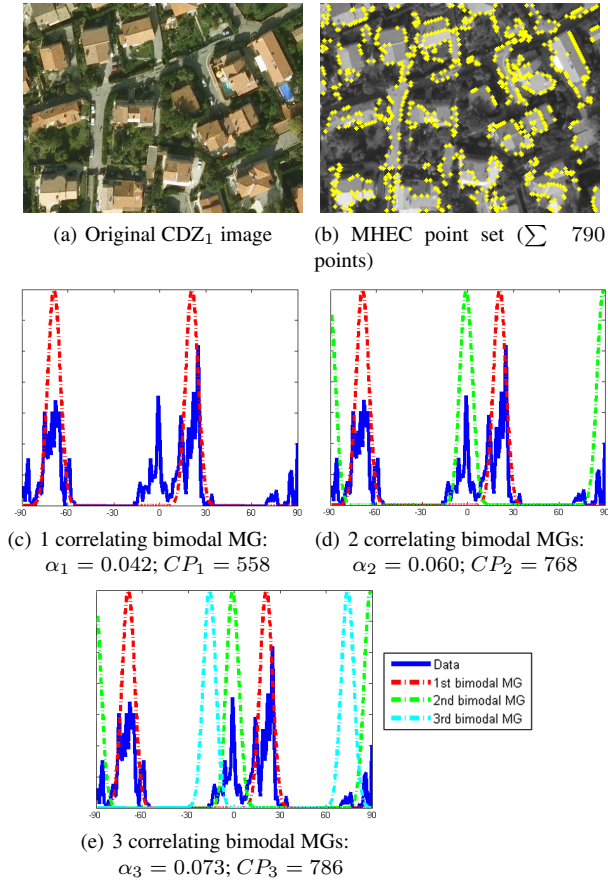 (a) Original CDZ₁ image
(b) MHEC point set (∑ 790
points)
-90 -60 -30 0 30 60 90
-90 -60 -30 0 30 60 90
(c) 1 correlating bimodal MG:
α₁ = 0.042; CP₁ = 558
(d) 2 correlating bimodal MGs:
α₂ = 0.060; CP₂ = 768
Data
1st bimodal MG
2nd bimodal MG
3rd bimodal MG
-90 -60 -30 0 30 60 90
(e) 3 correlating bimodal MGs:
α₃ = 0.073; CP₃ = 786